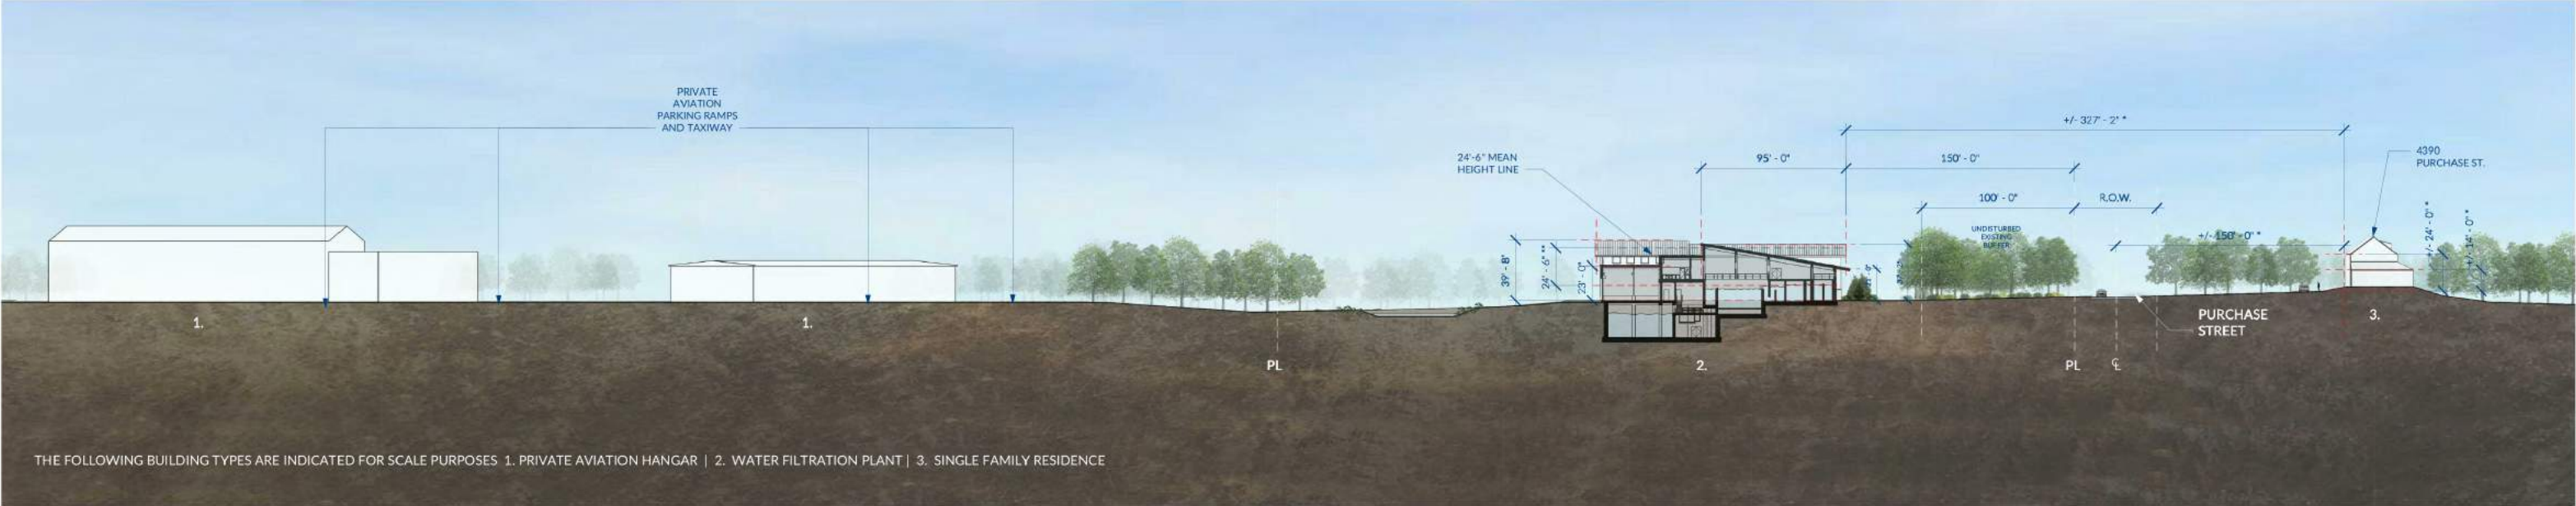 PRIVATE
AVIATION
PARKING RAMPS
AND TAXIWAY
24'-6" MEAN
HEIGHT LINE
95' - 0"
+/- 327' - 2" *
150' - 0"
100' - 0"
R.O.W.
4390
PURCHASE ST.
UNDISTURBED
EXISTING
BUFFER
+/- 150' - 0" *
39' - 8"
24' - 6" **
23' - 0"
+/- 24' - 0" *
+/- 14' - 0" *
1.
1.
PL
2.
PL
℄
PURCHASE
STREET
3.
THE FOLLOWING BUILDING TYPES ARE INDICATED FOR SCALE PURPOSES 1. PRIVATE AVIATION HANGAR | 2. WATER FILTRATION PLANT | 3. SINGLE FAMILY RESIDENCE